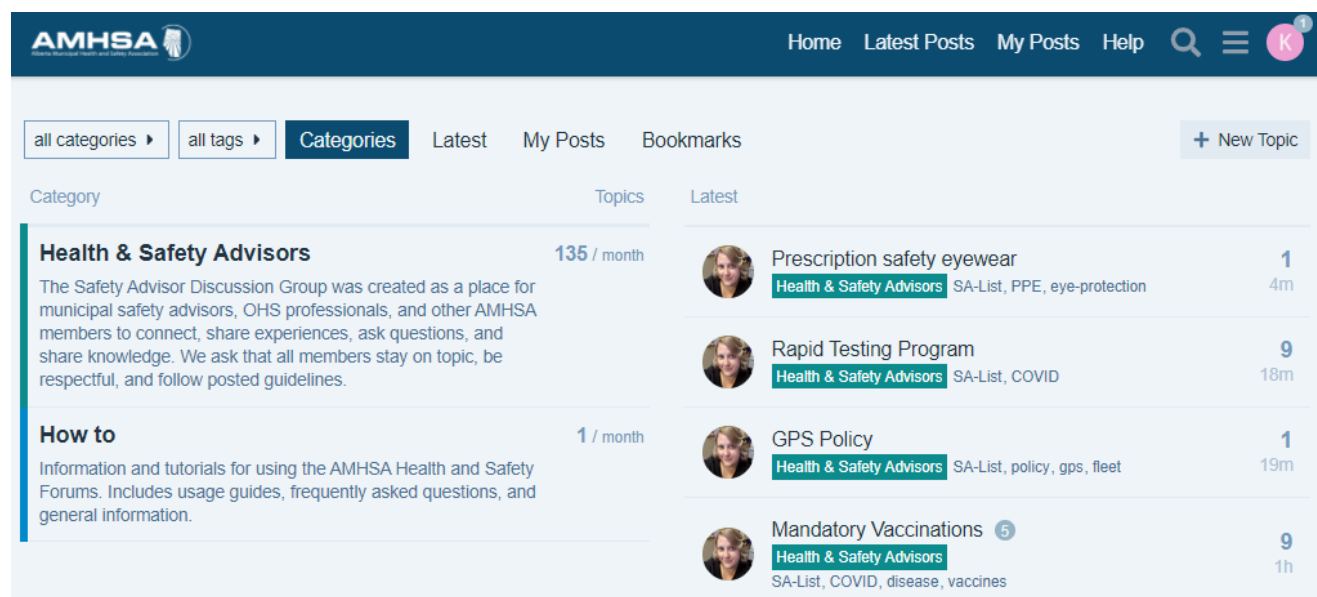 AMHSA
Alberta Municipal Health and Safety Association
Home Latest Posts My Posts Help K 1
all categories all tags Categories Latest My Posts Bookmarks + New Topic
Category Topics
Health & Safety Advisors 135 / month
The Safety Advisor Discussion Group was created as a place for
municipal safety advisors, OHS professionals, and other AMHSA
members to connect, share experiences, ask questions, and
share knowledge. We ask that all members stay on topic, be
respectful, and follow posted guidelines.
How to 1 / month
Information and tutorials for using the AMHSA Health and Safety
Forums. Includes usage guides, frequently asked questions, and
general information.
Latest
Prescription safety eyewear 1
Health & Safety Advisors SA-List, PPE, eye-protection 4m
Rapid Testing Program 9
Health & Safety Advisors SA-List, COVID 18m
GPS Policy 1
Health & Safety Advisors SA-List, policy, gps, fleet 19m
Mandatory Vaccinations 5 9
Health & Safety Advisors 1h
SA-List, COVID, disease, vaccines